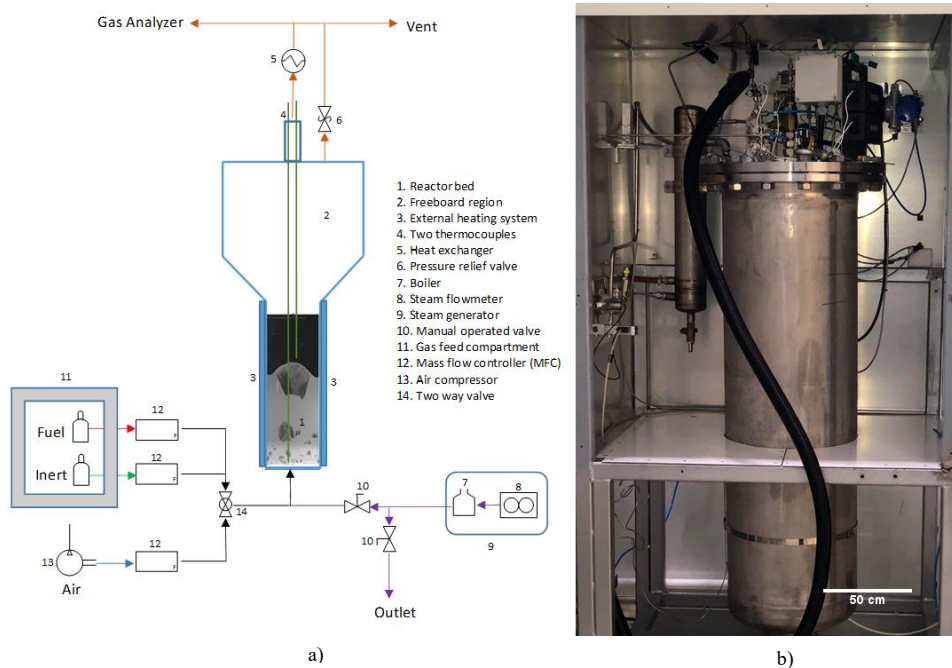 Gas Analyzer
Vent
5
4
6
2
1. Reactor bed
2. Freeboard region
3. External heating system
4. Two thermocouples
5. Heat exchanger
6. Pressure relief valve
7. Boiler
8. Steam flowmeter
9. Steam generator
10. Manual operated valve
11. Gas feed compartment
12. Mass flow controller (MFC)
13. Air compressor
14. Two way valve
3
3
1
11
12
Fuel
F
12
Inert
F
14
10
7
8
10
9
12
13
F
Air
Outlet
50 cm
a)
b)